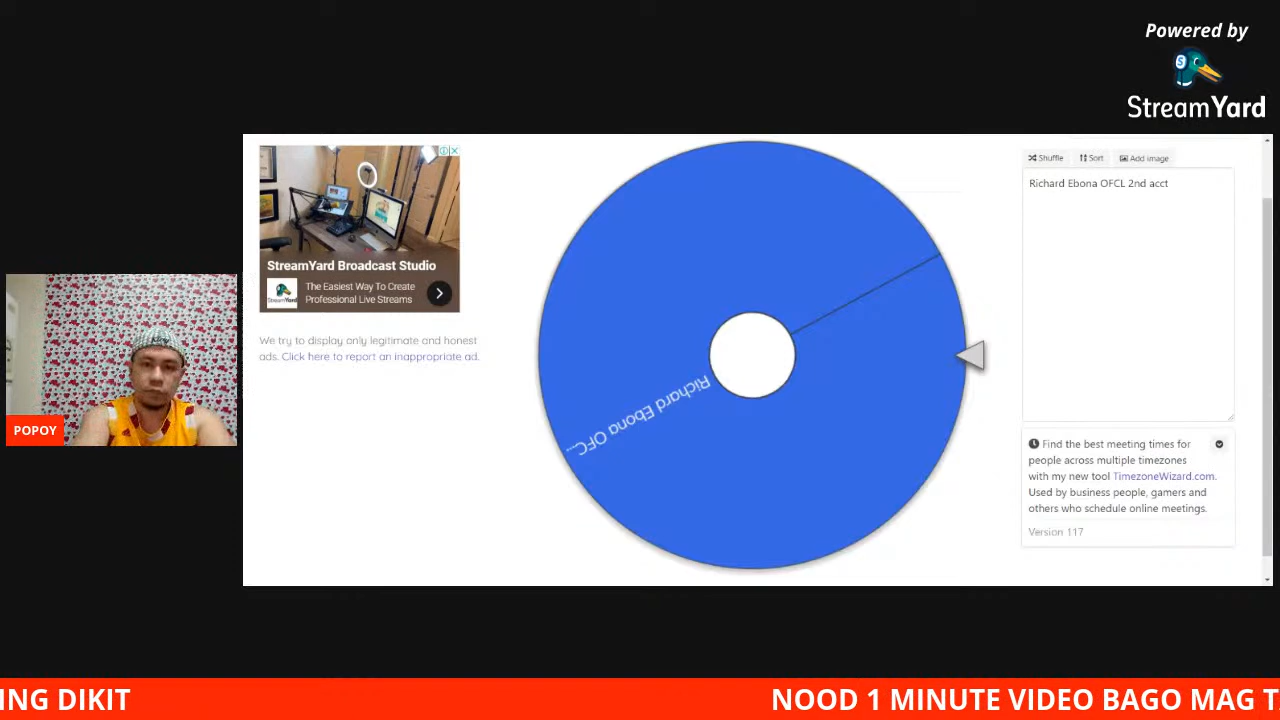 Powered by
StreamYard
StreamYard Broadcast Studio
StreamYard
The Easiest Way To Create
Professional Live Streams
We try to display only legitimate and honest
ads. Click here to report an inappropriate ad.
Richard Ebona OFC...
Shuffle Sort Add image
Richard Ebona OFCL 2nd acct
Find the best meeting times for
people across multiple timezones
with my new tool TimezoneWizard.com.
Used by business people, gamers and
others who schedule online meetings.
Version 117
POPOY
ING DIKIT NOOD 1 MINUTE VIDEO BAGO MAG